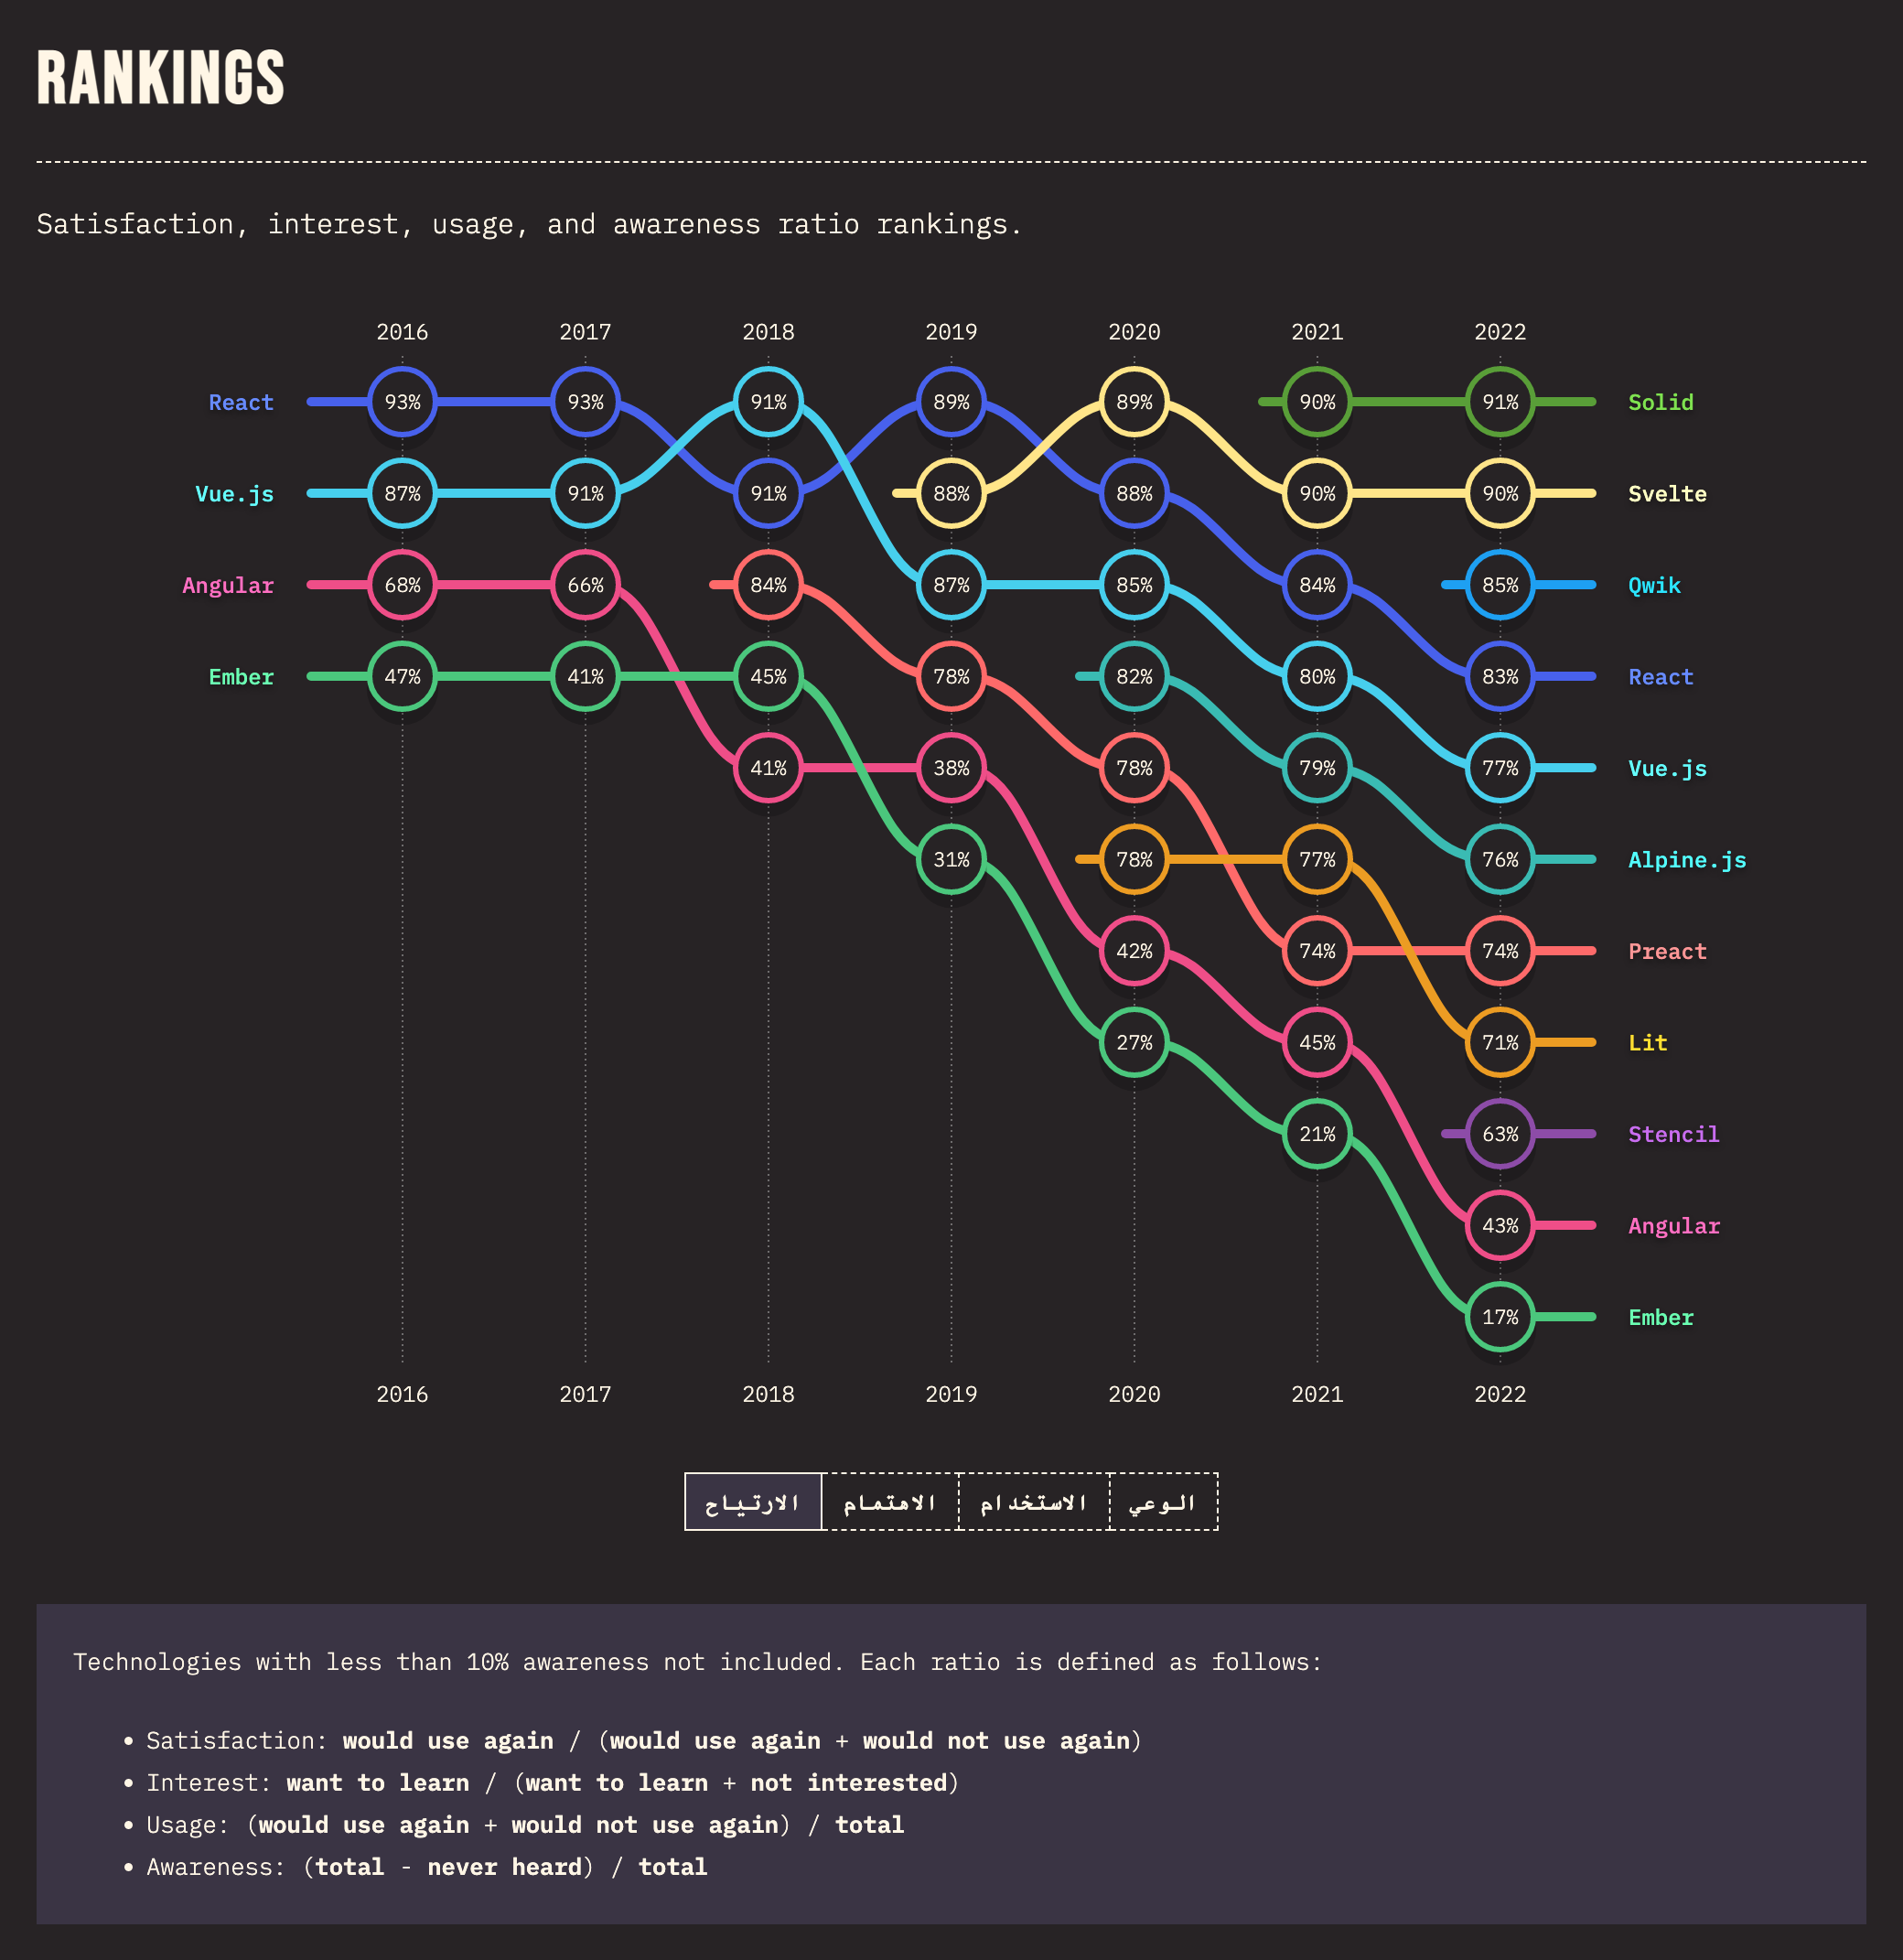 RANKINGS
Satisfaction, interest, usage, and awareness ratio rankings.
2016 2017 2018 2019 2020 2021 2022
React 93% 93% 91% 89% 89% 90% 91% Solid
Vue.js 87% 91% 91% 88% 88% 90% 90% Svelte
Angular 68% 66% 84% 87% 85% 84% 85% Qwik
Ember 47% 41% 45% 78% 82% 80% 83% React
41% 38% 78% 79% 77% Vue.js
31% 78% 77% 76% Alpine.js
42% 74% 74% Preact
27% 45% 71% Lit
21% 63% Stencil
43% Angular
17% Ember
2016 2017 2018 2019 2020 2021 2022
الارتياح الاهتمام الاستخدام الوعي
Technologies with less than 10% awareness not included. Each ratio is defined as follows:
• Satisfaction: would use again / (would use again + would not use again)
• Interest: want to learn / (want to learn + not interested)
• Usage: (would use again + would not use again) / total
• Awareness: (total - never heard) / total